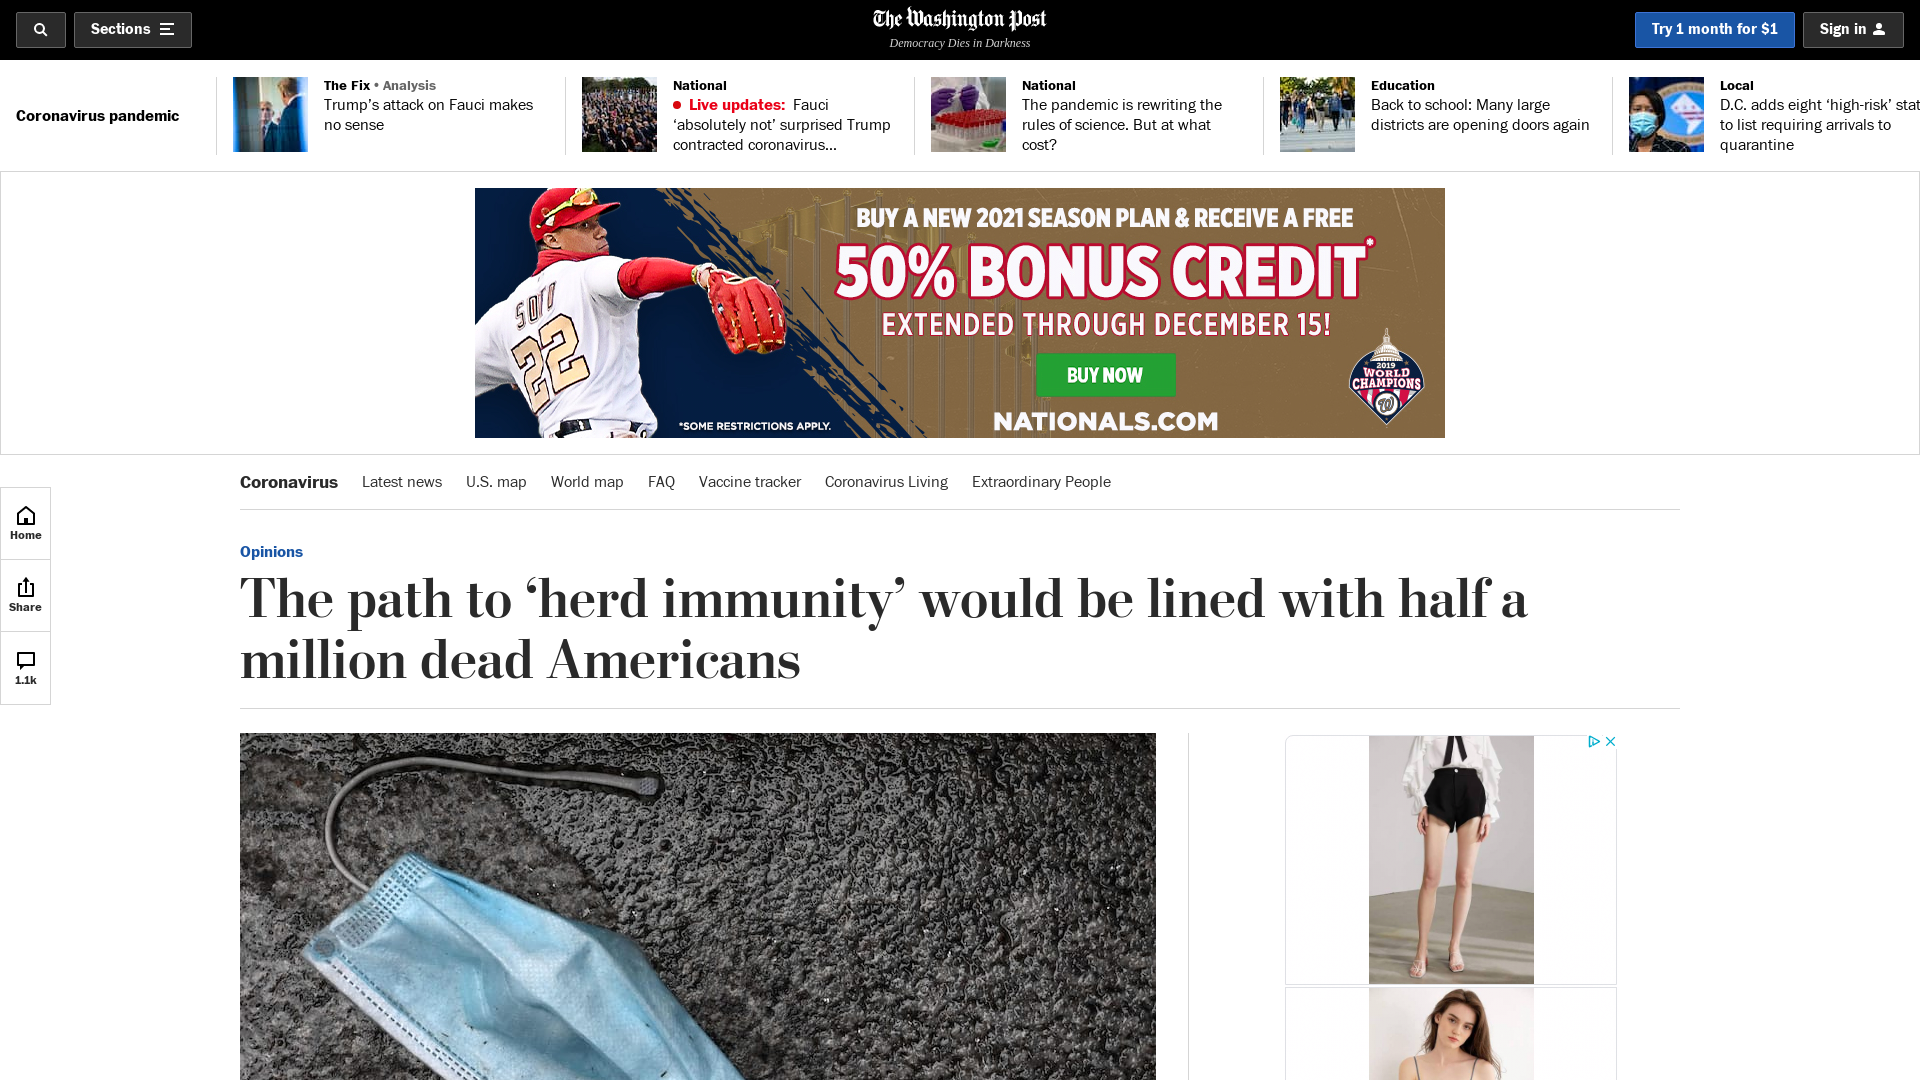 Sections
The Washington Post
Democracy Dies in Darkness
Try 1 month for $1
Sign in
Coronavirus pandemic
The Fix • Analysis
Trump’s attack on Fauci makes
no sense
National
Live updates: Fauci
‘absolutely not’ surprised Trump
contracted coronavirus...
National
The pandemic is rewriting the
rules of science. But at what
cost?
Education
Back to school: Many large
districts are opening doors again
Local
D.C. adds eight ‘high-risk’ stat
to list requiring arrivals to
quarantine
SOTO
22
BUY A NEW 2021 SEASON PLAN & RECEIVE A FREE
50% BONUS CREDIT*
EXTENDED THROUGH DECEMBER 15!
BUY NOW
NATIONALS.COM
*SOME RESTRICTIONS APPLY.
2019
WORLD
CHAMPIONS
W
Coronavirus
Latest news
U.S. map
World map
FAQ
Vaccine tracker
Coronavirus Living
Extraordinary People
Home
Share
1.1k
Opinions
The path to ‘herd immunity’ would be lined with half a
million dead Americans